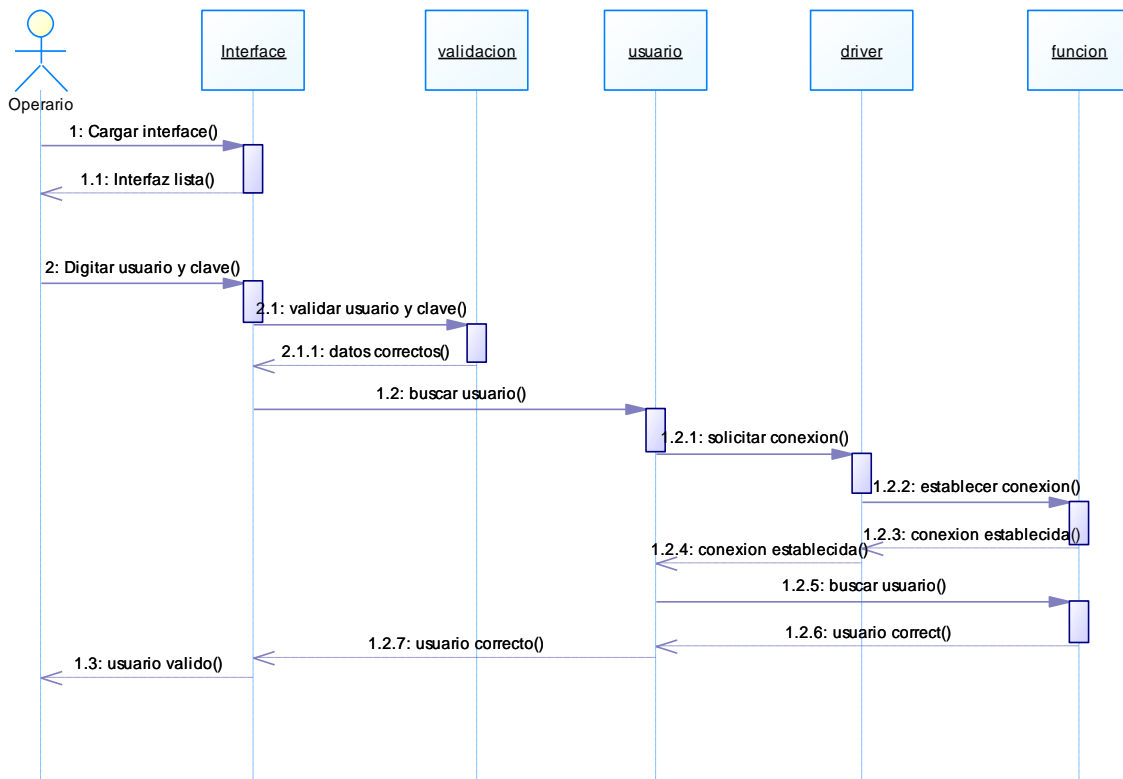 Interface
validacion
usuario
driver
funcion
Operario
1: Cargar interface()
1.1: Interfaz lista()
2: Digitar usuario y clave()
2.1: validar usuario y clave()
2.1.1: datos correctos()
1.2: buscar usuario()
1.2.1: solicitar conexion()
1.2.2: establecer conexion()
1.2.3: conexion establecida()
1.2.4: conexion establecida()
1.2.5: buscar usuario()
1.2.6: usuario correct()
1.2.7: usuario correcto()
1.3: usuario valido()